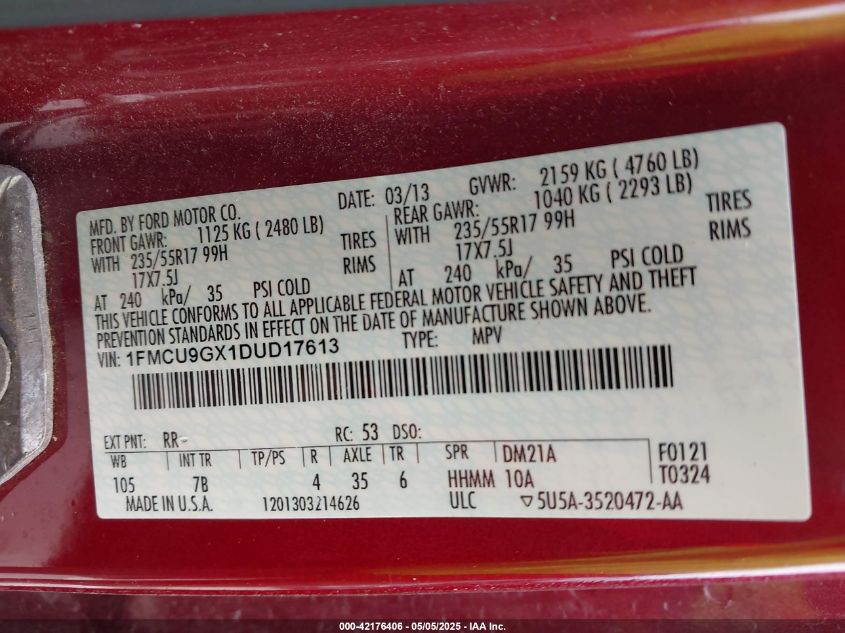 MFD. BY FORD MOTOR CO. DATE: 03/13 GVWR: 2159 KG ( 4760 LB)
FRONT GAWR: 1125 KG ( 2480 LB) REAR GAWR: 1040 KG ( 2293 LB)
WITH 235/55R17 99H TIRES WITH 235/55R17 99H TIRES
17X7.5J RIMS 17X7.5J RIMS
AT 240 kPa/ 35 PSI COLD AT 240 kPa/ 35 PSI COLD
THIS VEHICLE CONFORMS TO ALL APPLICABLE FEDERAL MOTOR VEHICLE SAFETY AND THEFT
PREVENTION STANDARDS IN EFFECT ON THE DATE OF MANUFACTURE SHOWN ABOVE.
VIN: 1FMCU9GX1DUD17613 TYPE: MPV
EXT PNT: RR- RC: 53 DSO:
WB INT TR TP/PS R AXLE TR SPR DM21A F0121
105 7B 4 35 6 HHMM 10A T0324
MADE IN U.S.A. 1201303214626 ULC ▽5U5A-3520472-AA
000-42176406 - 05/05/2025 - IAA Inc.